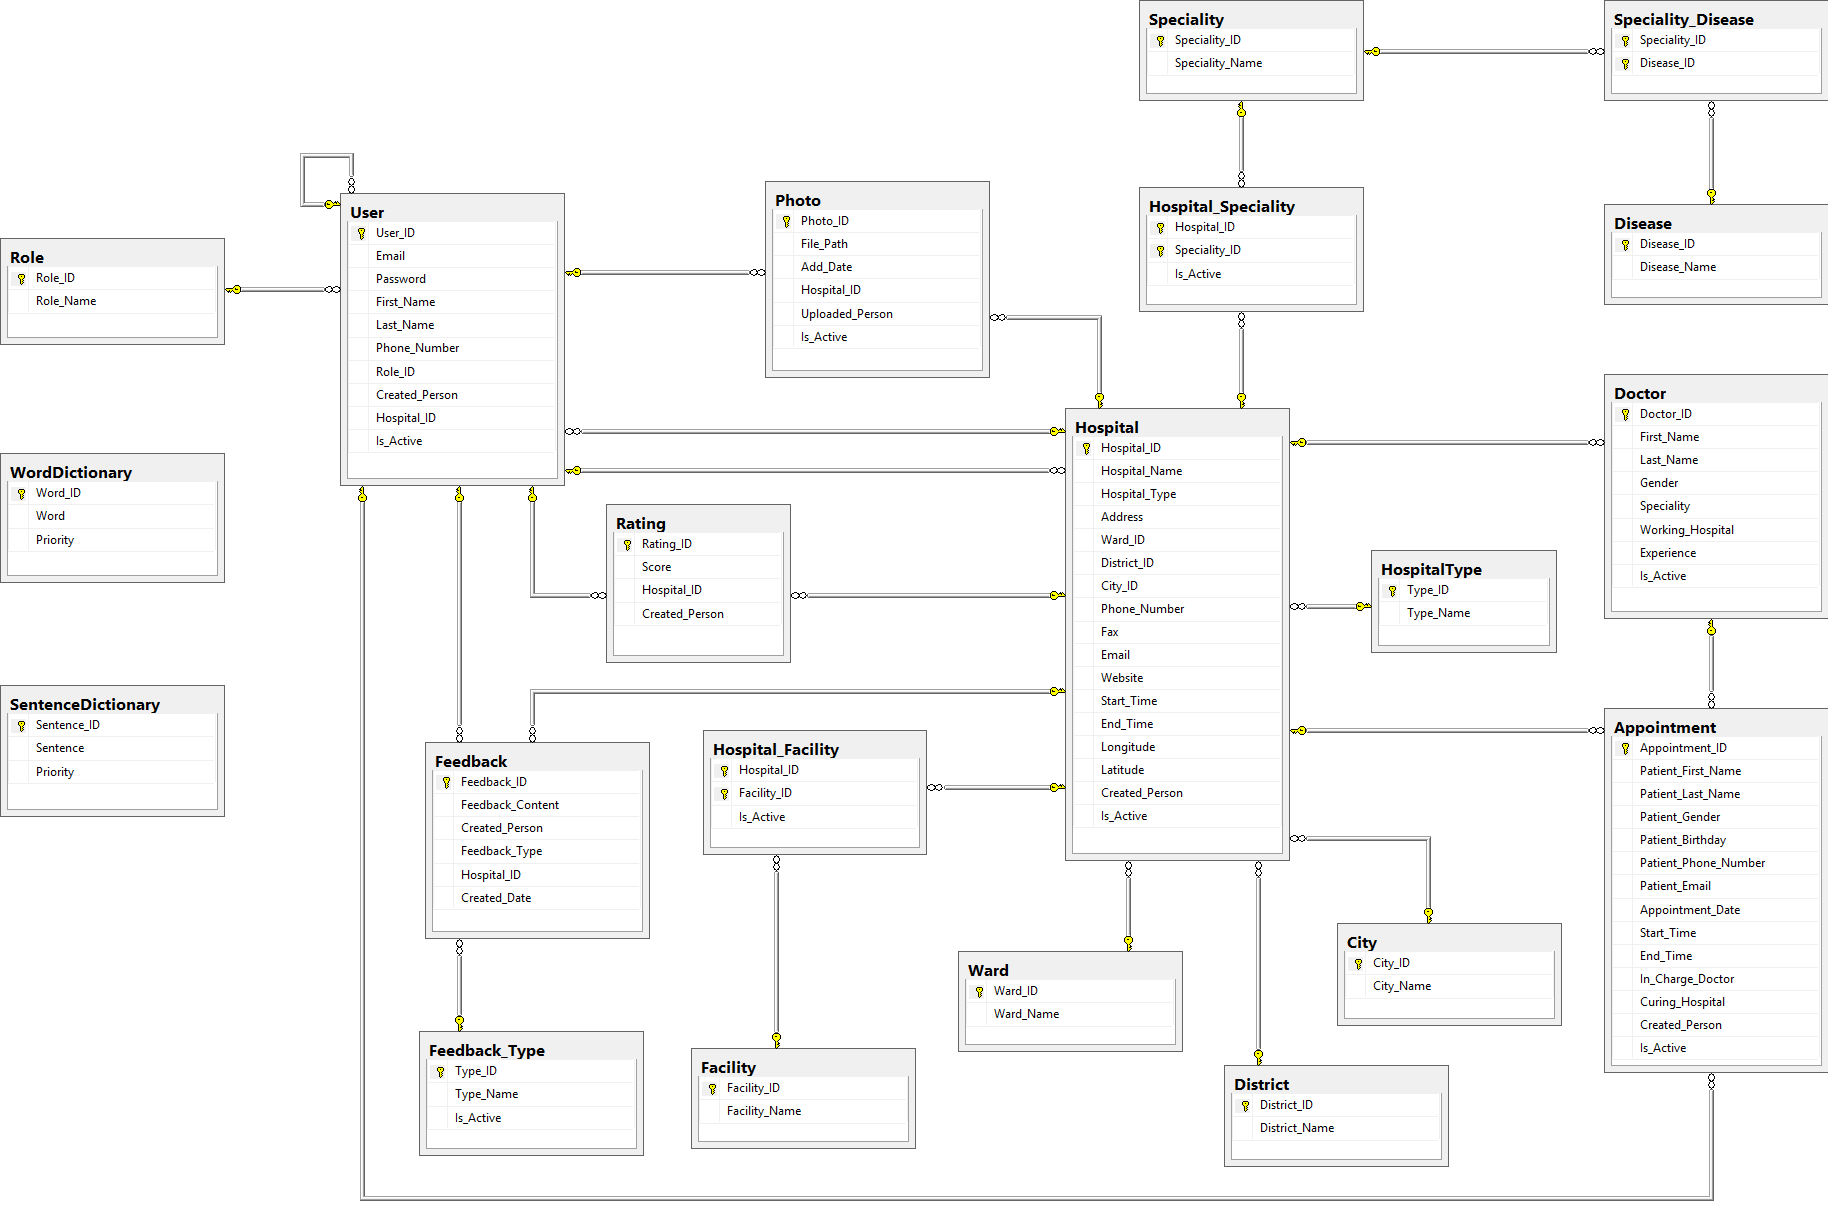 Speciality
Speciality_ID
Speciality_Name
Speciality_Disease
Speciality_ID
Disease_ID
User
User_ID
Email
Password
First_Name
Last_Name
Phone_Number
Role_ID
Created_Person
Hospital_ID
Is_Active
Photo
Photo_ID
File_Path
Add_Date
Hospital_ID
Uploaded_Person
Is_Active
Hospital_Speciality
Hospital_ID
Speciality_ID
Is_Active
Disease
Disease_ID
Disease_Name
Role
Role_ID
Role_Name
Hospital
Hospital_ID
Hospital_Name
Hospital_Type
Address
Ward_ID
District_ID
City_ID
Phone_Number
Fax
Email
Website
Start_Time
End_Time
Longitude
Latitude
Created_Person
Is_Active
Doctor
Doctor_ID
First_Name
Last_Name
Gender
Speciality
Working_Hospital
Experience
Is_Active
WordDictionary
Word_ID
Word
Priority
Rating
Rating_ID
Score
Hospital_ID
Created_Person
HospitalType
Type_ID
Type_Name
SentenceDictionary
Sentence_ID
Sentence
Priority
Feedback
Feedback_ID
Feedback_Content
Created_Person
Feedback_Type
Hospital_ID
Created_Date
Hospital_Facility
Hospital_ID
Facility_ID
Is_Active
Appointment
Appointment_ID
Patient_First_Name
Patient_Last_Name
Patient_Gender
Patient_Birthday
Patient_Phone_Number
Patient_Email
Appointment_Date
Start_Time
End_Time
In_Charge_Doctor
Curing_Hospital
Created_Person
Is_Active
Ward
Ward_ID
Ward_Name
City
City_ID
City_Name
Feedback_Type
Type_ID
Type_Name
Is_Active
Facility
Facility_ID
Facility_Name
District
District_ID
District_Name